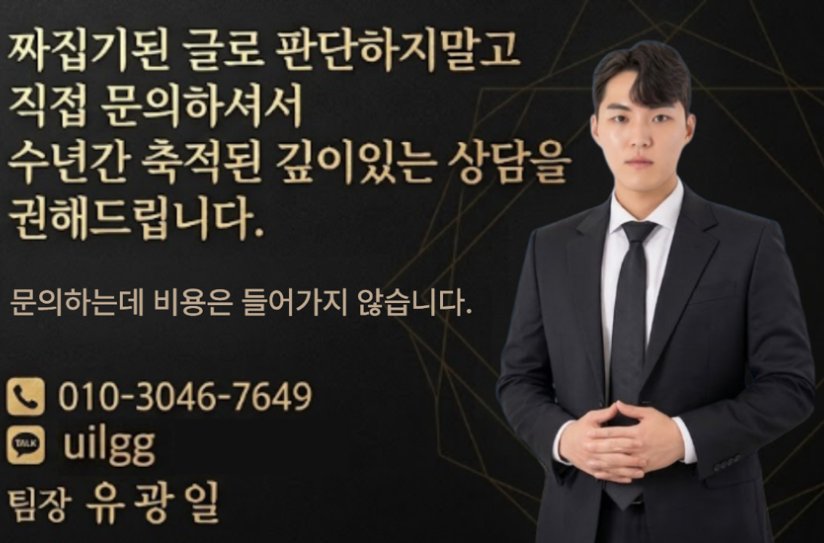 짜집기된 글로 판단하지말고
직접 문의하셔서
수년간 축적된 깊이있는 상담을
권해드립니다.
문의하는데 비용은 들어가지 않습니다.
010-3046-7649
TALK uilgg
팀장 유광일